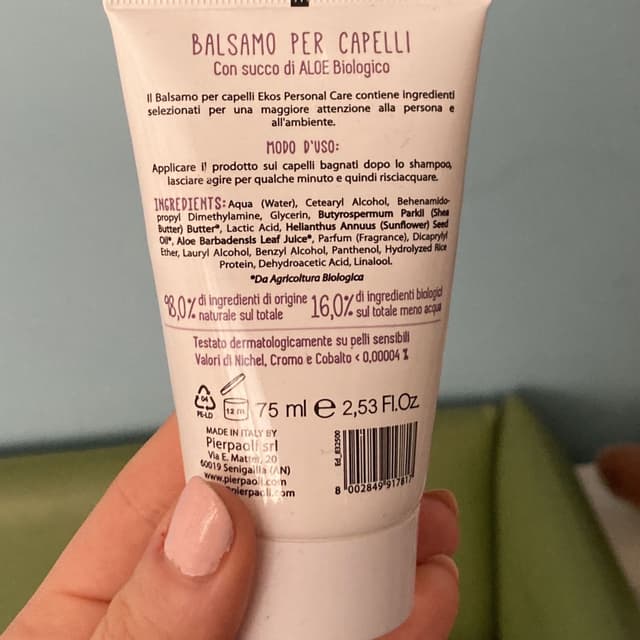 BALSAMO PER CAPELLI
Con succo di ALOE Biologico
Il Balsamo per capelli Ekos Personal Care contiene ingredienti
selezionati per una maggiore attenzione alla persona e
all'ambiente.
MODO D'USO:
Applicare il prodotto sui capelli bagnati dopo lo shampoo,
lasciare agire per qualche minuto e quindi risciacquare.
INGREDIENTS: Aqua (Water), Cetearyl Alcohol, Behenamido-
propyl Dimethylamine, Glycerin, Butyrospermum Parkii (Shea
Butter) Butter*, Lactic Acid, Helianthus Annuus (Sunflower) Seed
Oil*, Aloe Barbadensis Leaf Juice*, Parfum (Fragrance), Dicaprylyl
Ether, Lauryl Alcohol, Benzyl Alcohol, Panthenol, Hydrolyzed Rice
Protein, Dehydroacetic Acid, Linalool.
*Da Agricoltura Biologica
98,0% di ingredienti di origine naturale sul totale
16,0% di ingredienti biologici sul totale meno acqua
Testato dermatologicamente su pelli sensibili
Valori di Nichel, Cromo e Cobalto < 0,00004 %
04
PE-LD
12 m
75 ml e 2,53 Fl.Oz.
MADE IN ITALY BY
Pierpaoli srl
Via E. Mattei, 20
60019 Senigallia (AN)
www.pierpaoli.com
pierpaoli.com
8 002849 917817